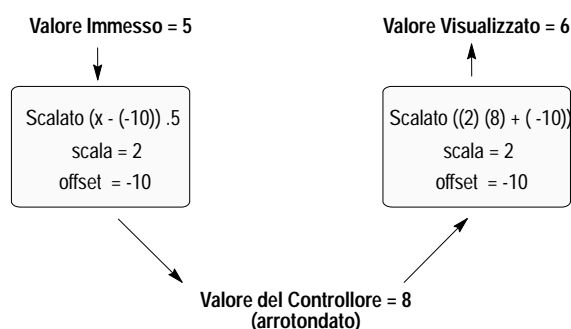 Valore Immesso = 5
Scalato (x - (-10)) .5
scala = 2
offset = -10
Valore del Controllore = 8
(arrotondato)
Valore Visualizzato = 6
Scalato ((2) (8) + ( -10))
scala = 2
offset = -10